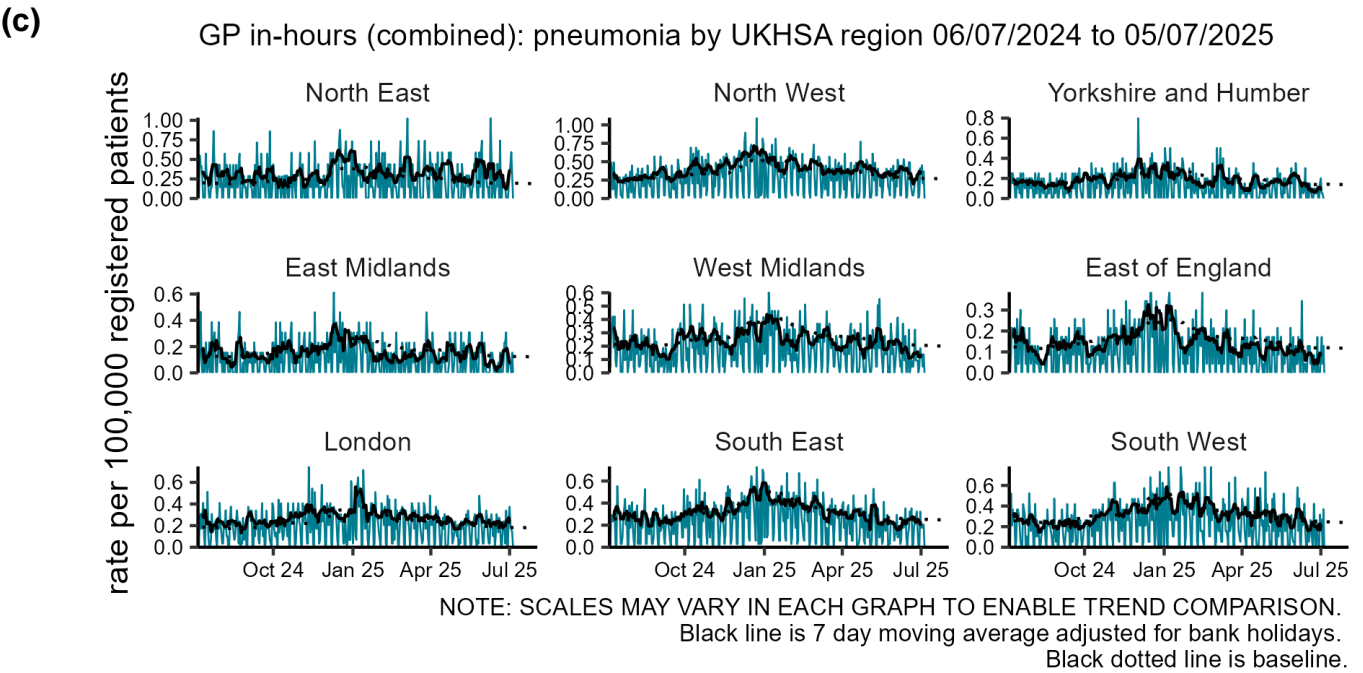 (c)
GP in-hours (combined): pneumonia by UKHSA region 06/07/2024 to 05/07/2025
rate per 100,000 registered patients
North East
1.00
0.75
0.50
0.25
0.00
North West
1.00
0.75
0.50
0.25
0.00
Yorkshire and Humber
0.8
0.6
0.4
0.2
0.0
East Midlands
0.6
0.4
0.2
0.0
West Midlands
0.6
0.5
0.4
0.3
0.2
0.1
0.0
East of England
0.3
0.2
0.1
0.0
London
0.6
0.4
0.2
0.0
South East
0.6
0.4
0.2
0.0
South West
0.6
0.4
0.2
0.0
Oct 24 Jan 25 Apr 25 Jul 25
Oct 24 Jan 25 Apr 25 Jul 25
Oct 24 Jan 25 Apr 25 Jul 25
NOTE: SCALES MAY VARY IN EACH GRAPH TO ENABLE TREND COMPARISON.
Black line is 7 day moving average adjusted for bank holidays.
Black dotted line is baseline.